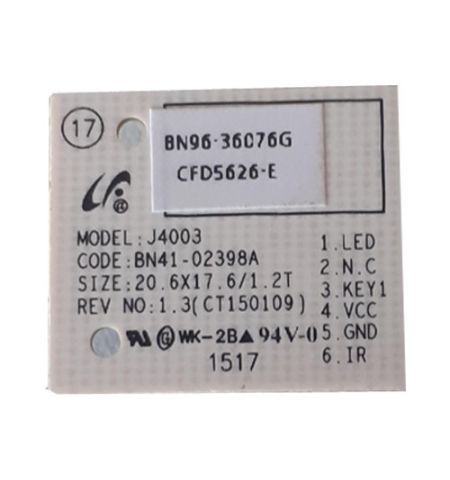 17
BN96-36076G
CFD5626-E
MODEL:J4003
CODE:BN41-02398A
SIZE:20.6X17.6/1.2T
REV NO:1.3(CT150109)
WK-2B▲94V-0
1517
1.LED
2.N.C
3.KEY1
4.VCC
5.GND
6.IR